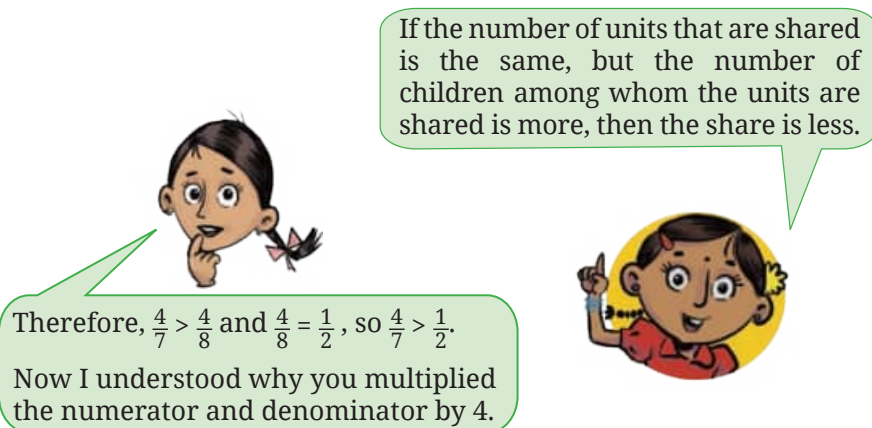 If the number of units that are shared
is the same, but the number of
children among whom the units are
shared is more, then the share is less.
Therefore, 4/7 > 4/8 and 4/8 = 1/2 , so 4/7 > 1/2.
Now I understood why you multiplied
the numerator and denominator by 4.